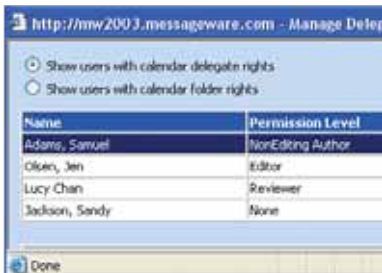 http://mw2003.messageware.com - Manage Deleg
Show users with calendar delegate rights
Show users with calendar folder rights
Name Permission Level
Adams, Samuel NonEditing Author
Olsen, Jen Editor
Lucy Chan Reviewer
Jackson, Sandy None
Done